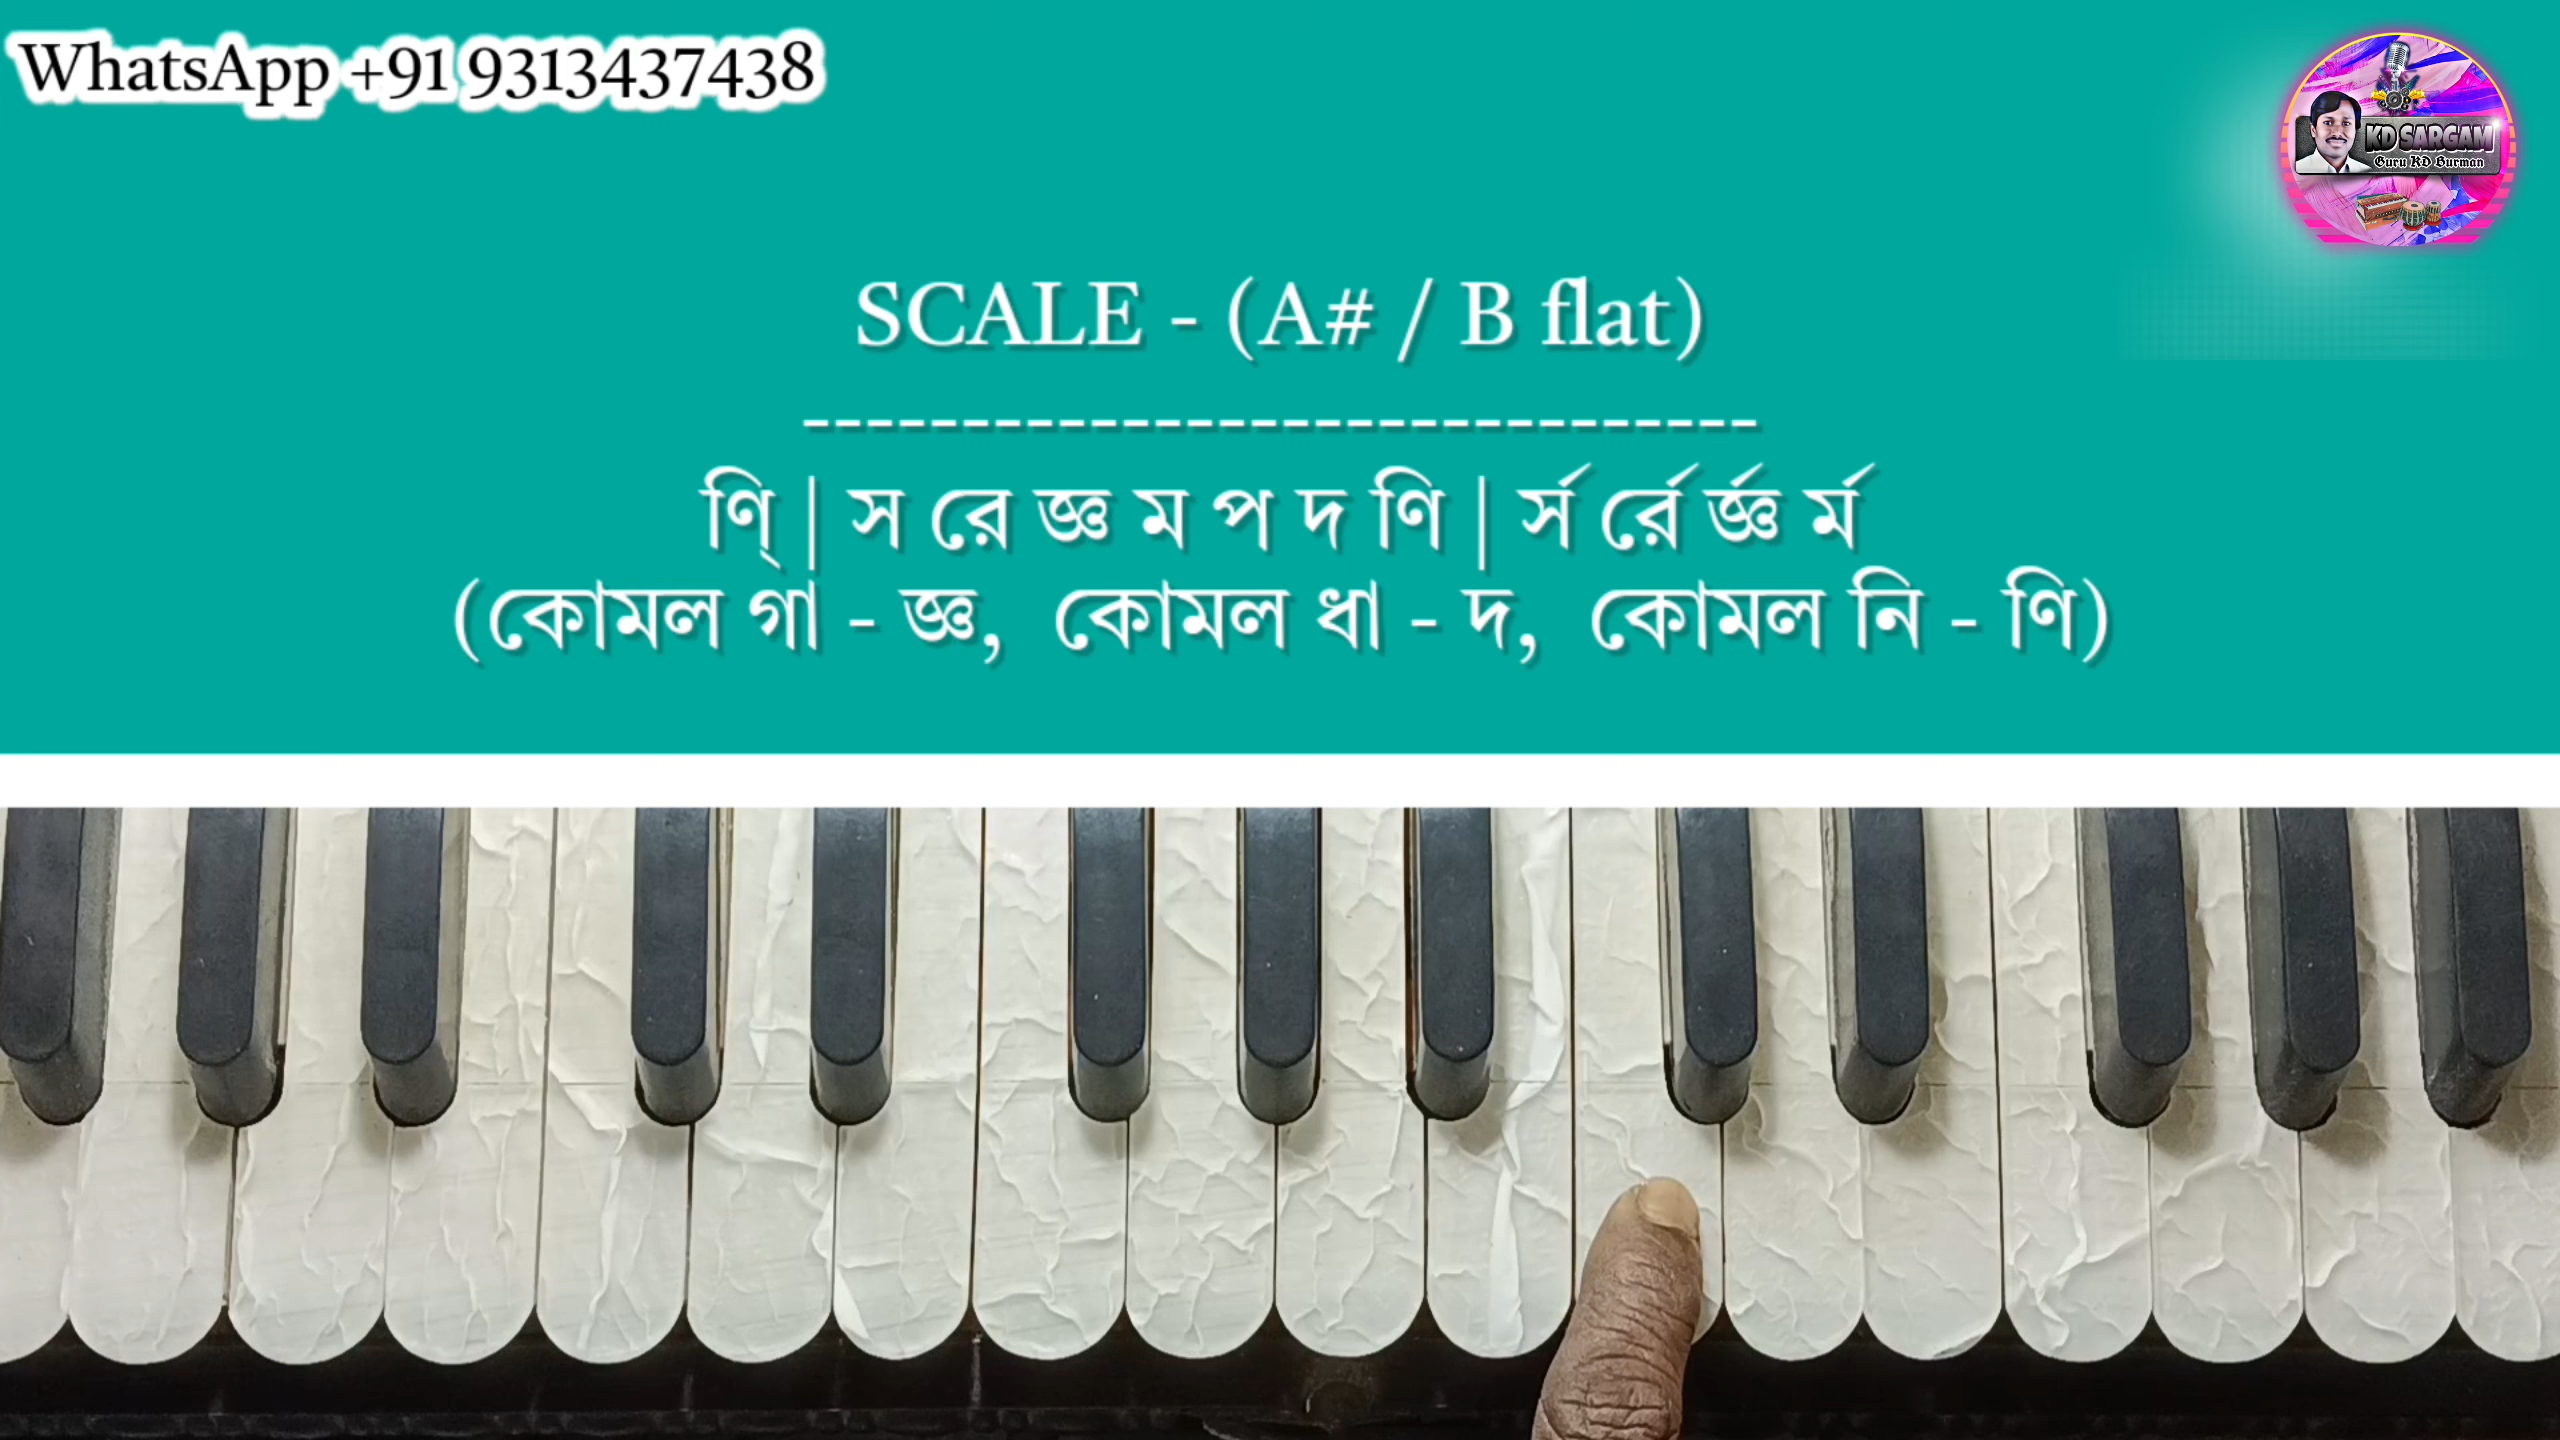 WhatsApp +91 9313437438
KD SARGAM
Guru KD Burman
SCALE - (A# / B flat)
------------------------------
ণি্ | স রে জ্ঞ ম প দ ণি | র্স র্রে র্জ্ঞ র্ম
(কোমল গা - জ্ঞ, কোমল ধা - দ, কোমল নি - ণি)